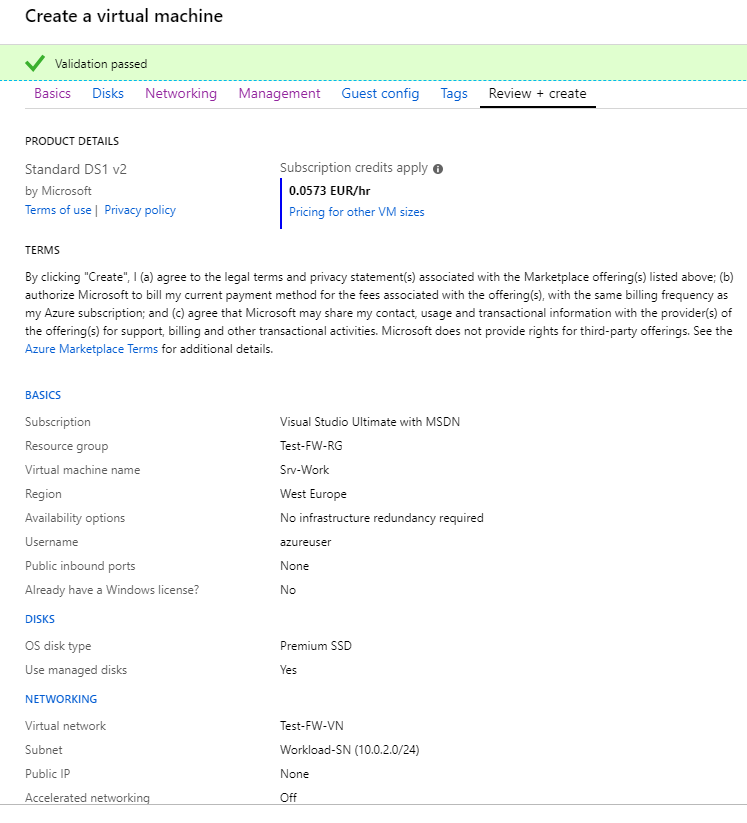 Create a virtual machine
Validation passed
Basics Disks Networking Management Guest config Tags Review + create
PRODUCT DETAILS
Standard DS1 v2
by Microsoft
Terms of use | Privacy policy
Subscription credits apply
0.0573 EUR/hr
Pricing for other VM sizes
TERMS
By clicking "Create", I (a) agree to the legal terms and privacy statement(s) associated with the Marketplace offering(s) listed above; (b)
authorize Microsoft to bill my current payment method for the fees associated with the offering(s), with the same billing frequency as
my Azure subscription; and (c) agree that Microsoft may share my contact, usage and transactional information with the provider(s) of
the offering(s) for support, billing and other transactional activities. Microsoft does not provide rights for third-party offerings. See the
Azure Marketplace Terms for additional details.
BASICS
Subscription Visual Studio Ultimate with MSDN
Resource group Test-FW-RG
Virtual machine name Srv-Work
Region West Europe
Availability options No infrastructure redundancy required
Username azureuser
Public inbound ports None
Already have a Windows license? No
DISKS
OS disk type Premium SSD
Use managed disks Yes
NETWORKING
Virtual network Test-FW-VN
Subnet Workload-SN (10.0.2.0/24)
Public IP None
Accelerated networking Off